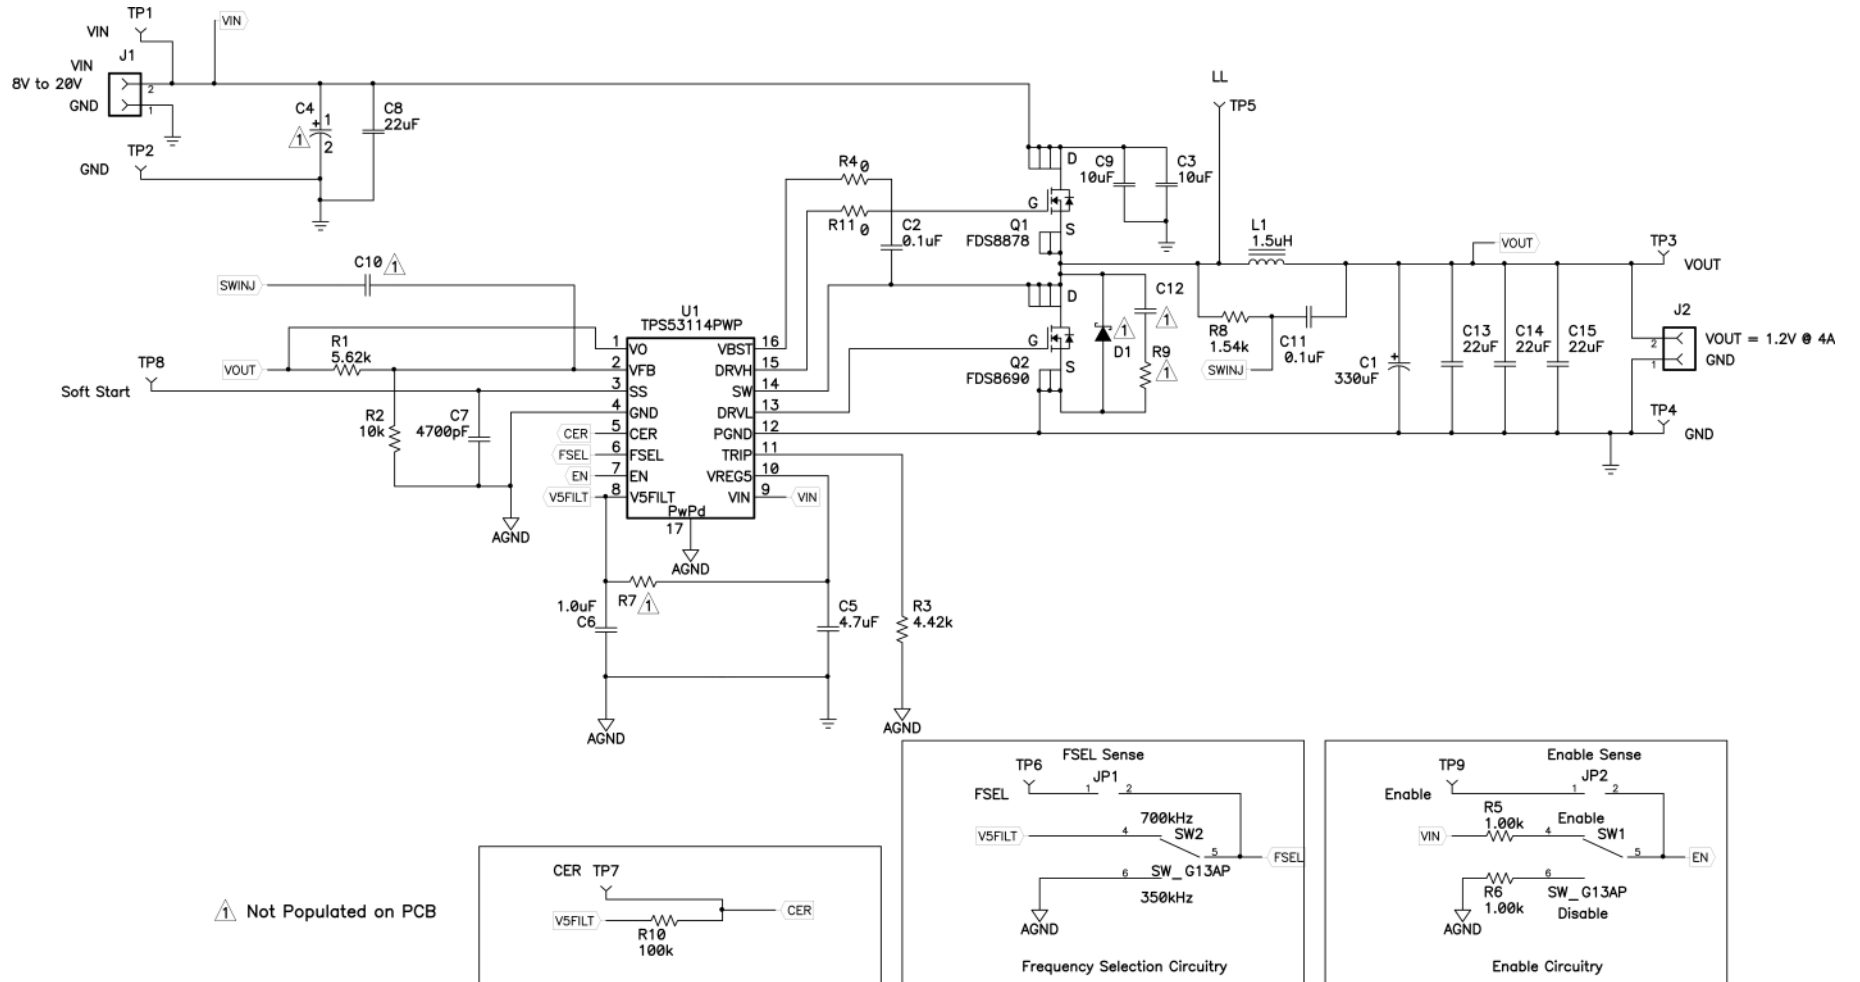 TP1
VIN
VIN
J1
VIN
8V to 20V
2
GND
1
TP2
GND
C4
1
+
1
2
C8
22uF
LL
TP5
R4 0
R11 0
C2
0.1uF
D
C9
10uF
C3
10uF
G
Q1
FDS8878
S
L1
1.5uH
VOUT
TP3
VOUT
SWINJ
C10 1
U1
TPS53114PWP
D
C12
1
G
Q2
FDS8690
S
1
D1
R9
1
R8
1.54k
C11
0.1uF
SWINJ
C1
330uF
+
C13
22uF
C14
22uF
C15
22uF
J2
2
1
VOUT = 1.2V @ 4A
GND
TP4
GND
VOUT
R1
5.62k
TP8
Soft Start
R2
10k
C7
4700pF
AGND
CER
FSEL
EN
V5FILT
1 VO
2 VFB
3 SS
4 GND
5 CER
6 FSEL
7 EN
8 V5FILT
VBST 16
DRVH 15
SW 14
DRVL 13
PGND 12
TRIP 11
VREG5 10
VIN 9
VIN
PwPd
17
AGND
1.0uF
C6
R7 1
C5
4.7uF
R3
4.42k
AGND
AGND
1 Not Populated on PCB
CER TP7
V5FILT
R10
100k
CER
FSEL Sense
TP6
JP1
FSEL
1
2
700kHz
V5FILT
4
SW2
5
FSEL
6
SW_G13AP
350kHz
AGND
Frequency Selection Circuitry
Enable Sense
TP9
JP2
Enable
1
2
R5
1.00k
Enable
VIN
4
SW1
5
EN
R6
1.00k
6
SW_G13AP
Disable
AGND
Enable Circuitry